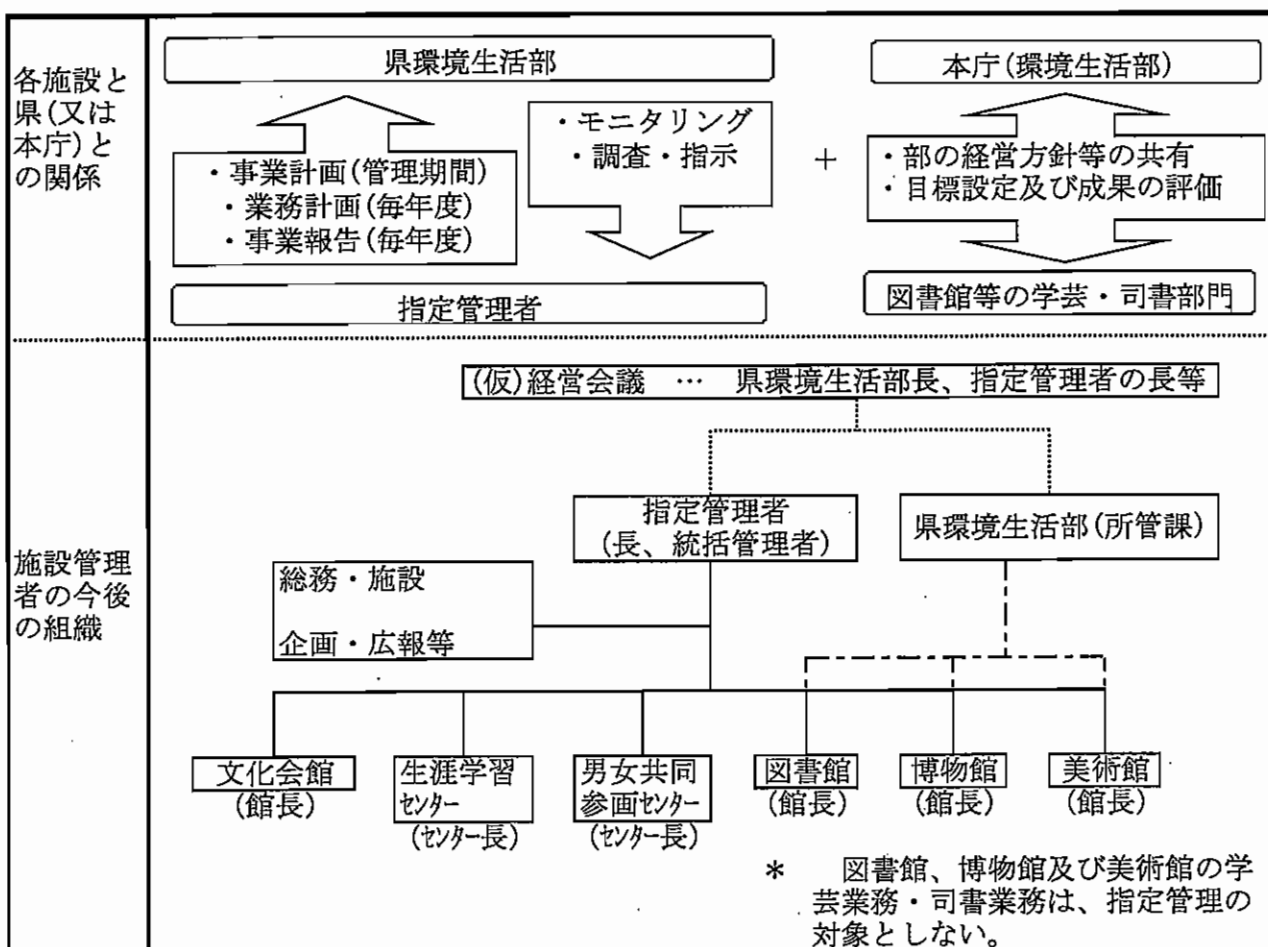 各施設と
県(又は
本庁)と
の関係
県環境生活部
・事業計画(管理期間)
・業務計画(毎年度)
・事業報告(毎年度)
・モニタリング
・調査・指示
指定管理者
+
本庁(環境生活部)
・部の経営方針等の共有
・目標設定及び成果の評価
図書館等の学芸・司書部門
施設管理
者の今後
の組織
(仮)経営会議 … 県環境生活部長、指定管理者の長等
指定管理者
(長、統括管理者)
県環境生活部(所管課)
総務・施設
企画・広報等
文化会館
(館長)
生涯学習
センター
(センター長)
男女共同
参画センター
(センター長)
図書館
(館長)
博物館
(館長)
美術館
(館長)
* 図書館、博物館及び美術館の学
芸業務・司書業務は、指定管理の
対象としない。